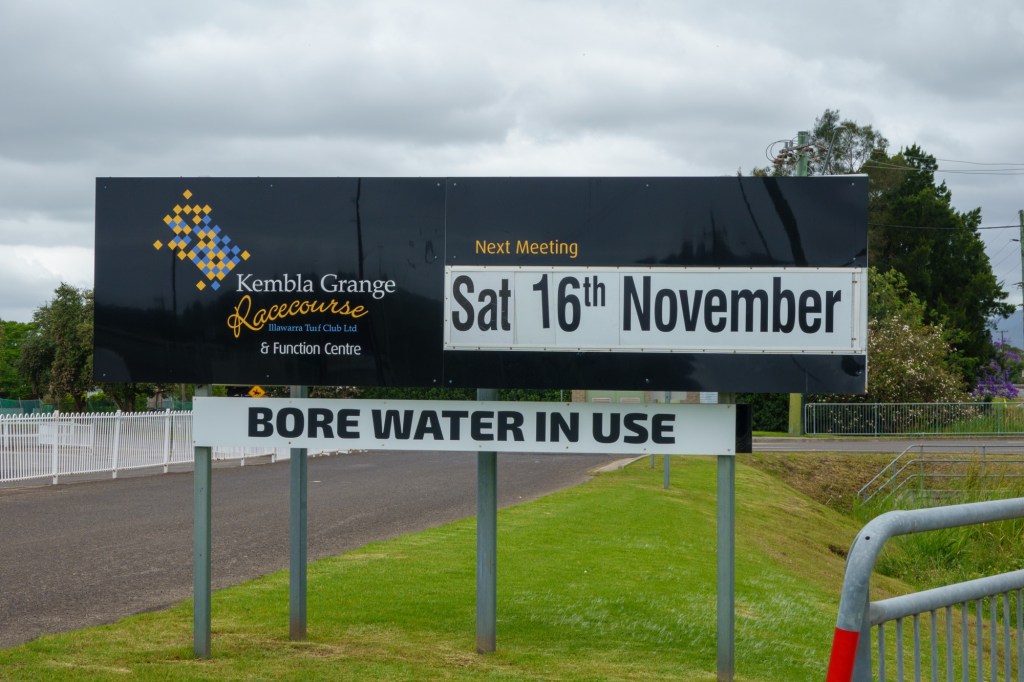 Kembla Grange
Racecourse
Illawarra Turf Club Ltd
& Function Centre
Next Meeting
Sat 16th November
BORE WATER IN USE